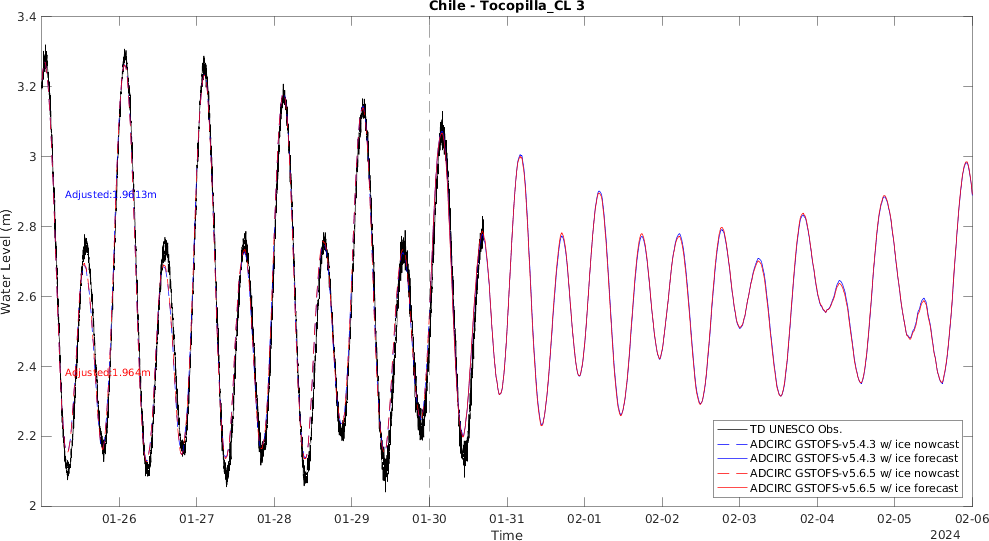 Chile - Tocopilla_CL 3
3.4
3.2
3
2.8
2.6
2.4
2.2
2
Water Level (m)
Adjusted:1.9613m
Adjusted:1.964m
TD UNESCO Obs.
ADCIRC GSTOFS-v5.4.3 w/ ice nowcast
ADCIRC GSTOFS-v5.4.3 w/ ice forecast
ADCIRC GSTOFS-v5.6.5 w/ ice nowcast
ADCIRC GSTOFS-v5.6.5 w/ ice forecast
01-26
01-27
01-28
01-29
01-30
01-31
02-01
02-02
02-03
02-04
02-05
02-06
Time
2024